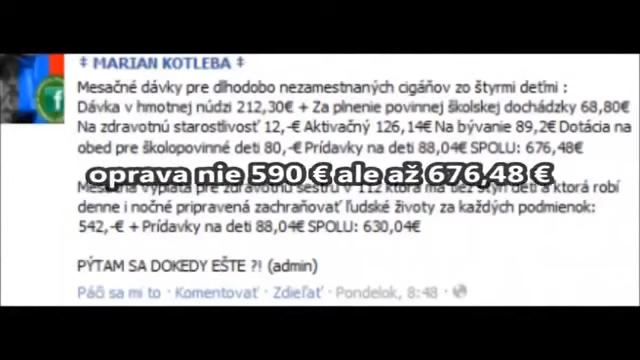 ‡ MARIAN KOTLEBA ‡
Mesačné dávky pre dlhodobo nezamestnaných cigáňov zo štyrmi deťmi :
Dávka v hmotnej núdzi 212,30€ + Za plnenie povinnej školskej dochádzky 68,80€
Na zdravotnú starostlivosť 12,-€ Aktivačný 126,14€ Na bývanie 89,2€ Dotácia na
obed pre školopovinné deti 80,-€ Prídavky na deti 88,04€ SPOLU: 676,48€
oprava nie 590 € ale až 676,48 €
Mesačná výplata pre zdravotnú sestru v 112 ktorá má tiež štyri deti a ktorá robí
denne i nočné pripravená zachraňovať ľudské životy za každých podmienok:
542,-€ + Prídavky na deti 88,04€ SPOLU: 630,04€
PÝTAM SA DOKEDY EŠTE ?! (admin)
Páči sa mi to · Komentovať · Zdieľať · Pondelok, 8:48 ·